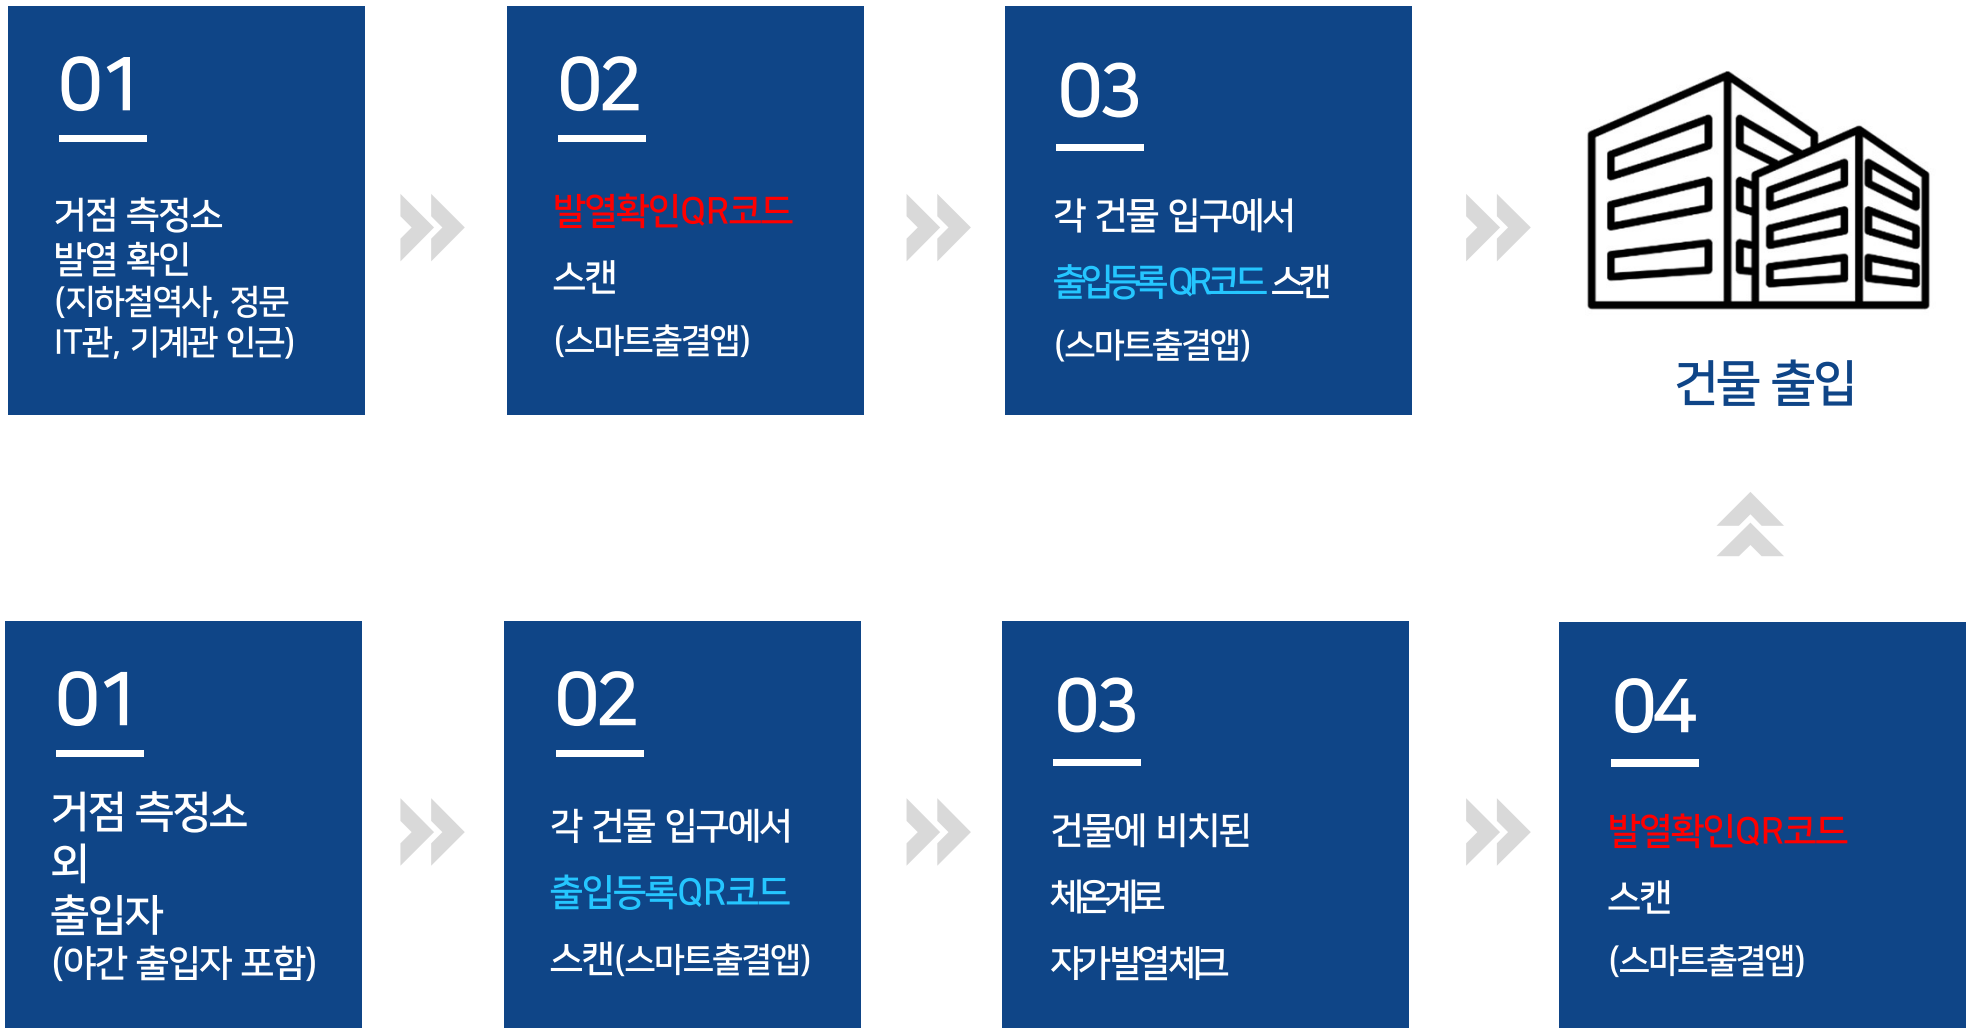 01
거점 측정소
발열 확인
(지하철역사, 정문
IT관, 기계관 인근)
02
발열확인QR코드
스캔
(스마트출결앱)
03
각 건물 입구에서
출입등록QR코드 스캔
(스마트출결앱)
건물 출입
01
거점 측정소
외
출입자
(야간 출입자 포함)
02
각 건물 입구에서
출입등록QR코드
스캔(스마트출결앱)
03
건물에 비치된
체온계로
자가발열체크
04
발열확인QR코드
스캔
(스마트출결앱)